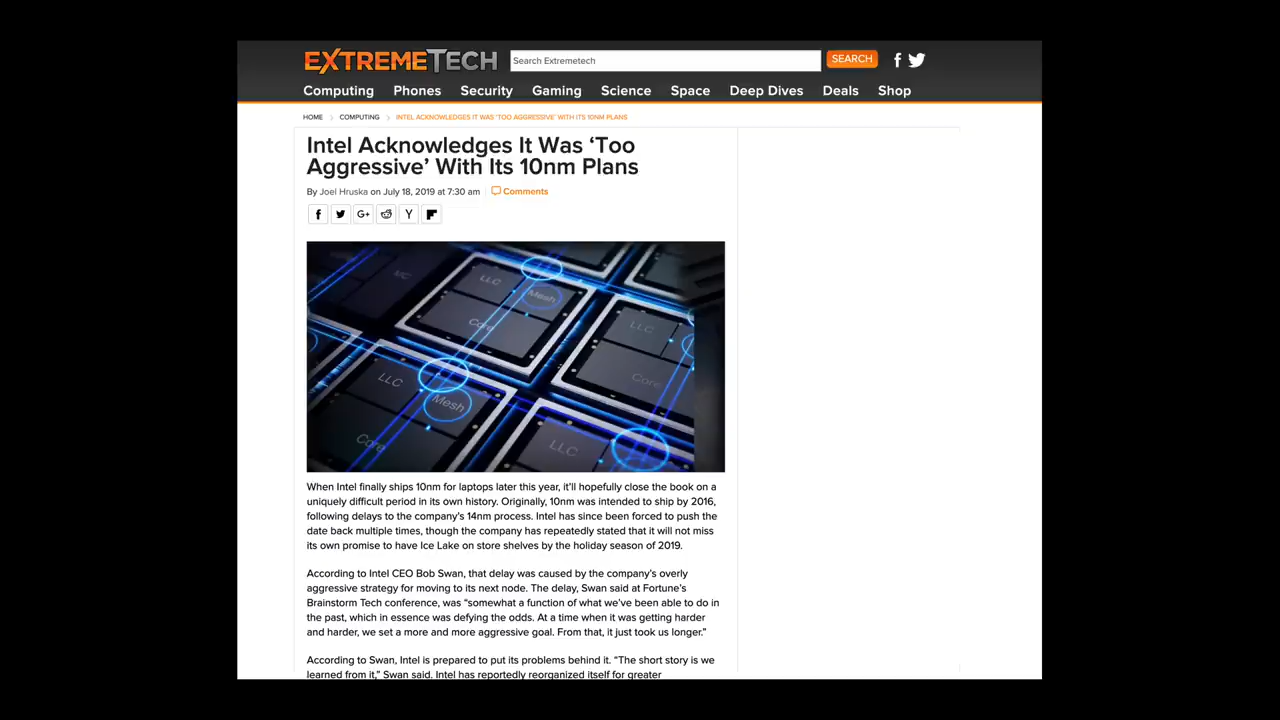 EXTREMETECH
Search Extremetech
SEARCH
Computing Phones Security Gaming Science Space Deep Dives Deals Shop
HOME COMPUTING INTEL ACKNOWLEDGES IT WAS ‘TOO AGGRESSIVE’ WITH ITS 10NM PLANS
Intel Acknowledges It Was ‘Too
Aggressive’ With Its 10nm Plans
By Joel Hruska on July 18, 2019 at 7:30 am Comments
G+
MC
LLC
Mesh
Core
LLC
Core
LLC
Mesh
Core
LLC
When Intel finally ships 10nm for laptops later this year, it’ll hopefully close the book on a
uniquely difficult period in its own history. Originally, 10nm was intended to ship by 2016,
following delays to the company’s 14nm process. Intel has since been forced to push the
date back multiple times, though the company has repeatedly stated that it will not miss
its own promise to have Ice Lake on store shelves by the holiday season of 2019.
According to Intel CEO Bob Swan, that delay was caused by the company’s overly
aggressive strategy for moving to its next node. The delay, Swan said at Fortune’s
Brainstorm Tech conference, was “somewhat a function of what we’ve been able to do in
the past, which in essence was defying the odds. At a time when it was getting harder
and harder, we set a more and more aggressive goal. From that, it just took us longer.”
According to Swan, Intel is prepared to put its problems behind it. “The short story is we
learned from it,” Swan said. Intel has reportedly reorganized itself for greater